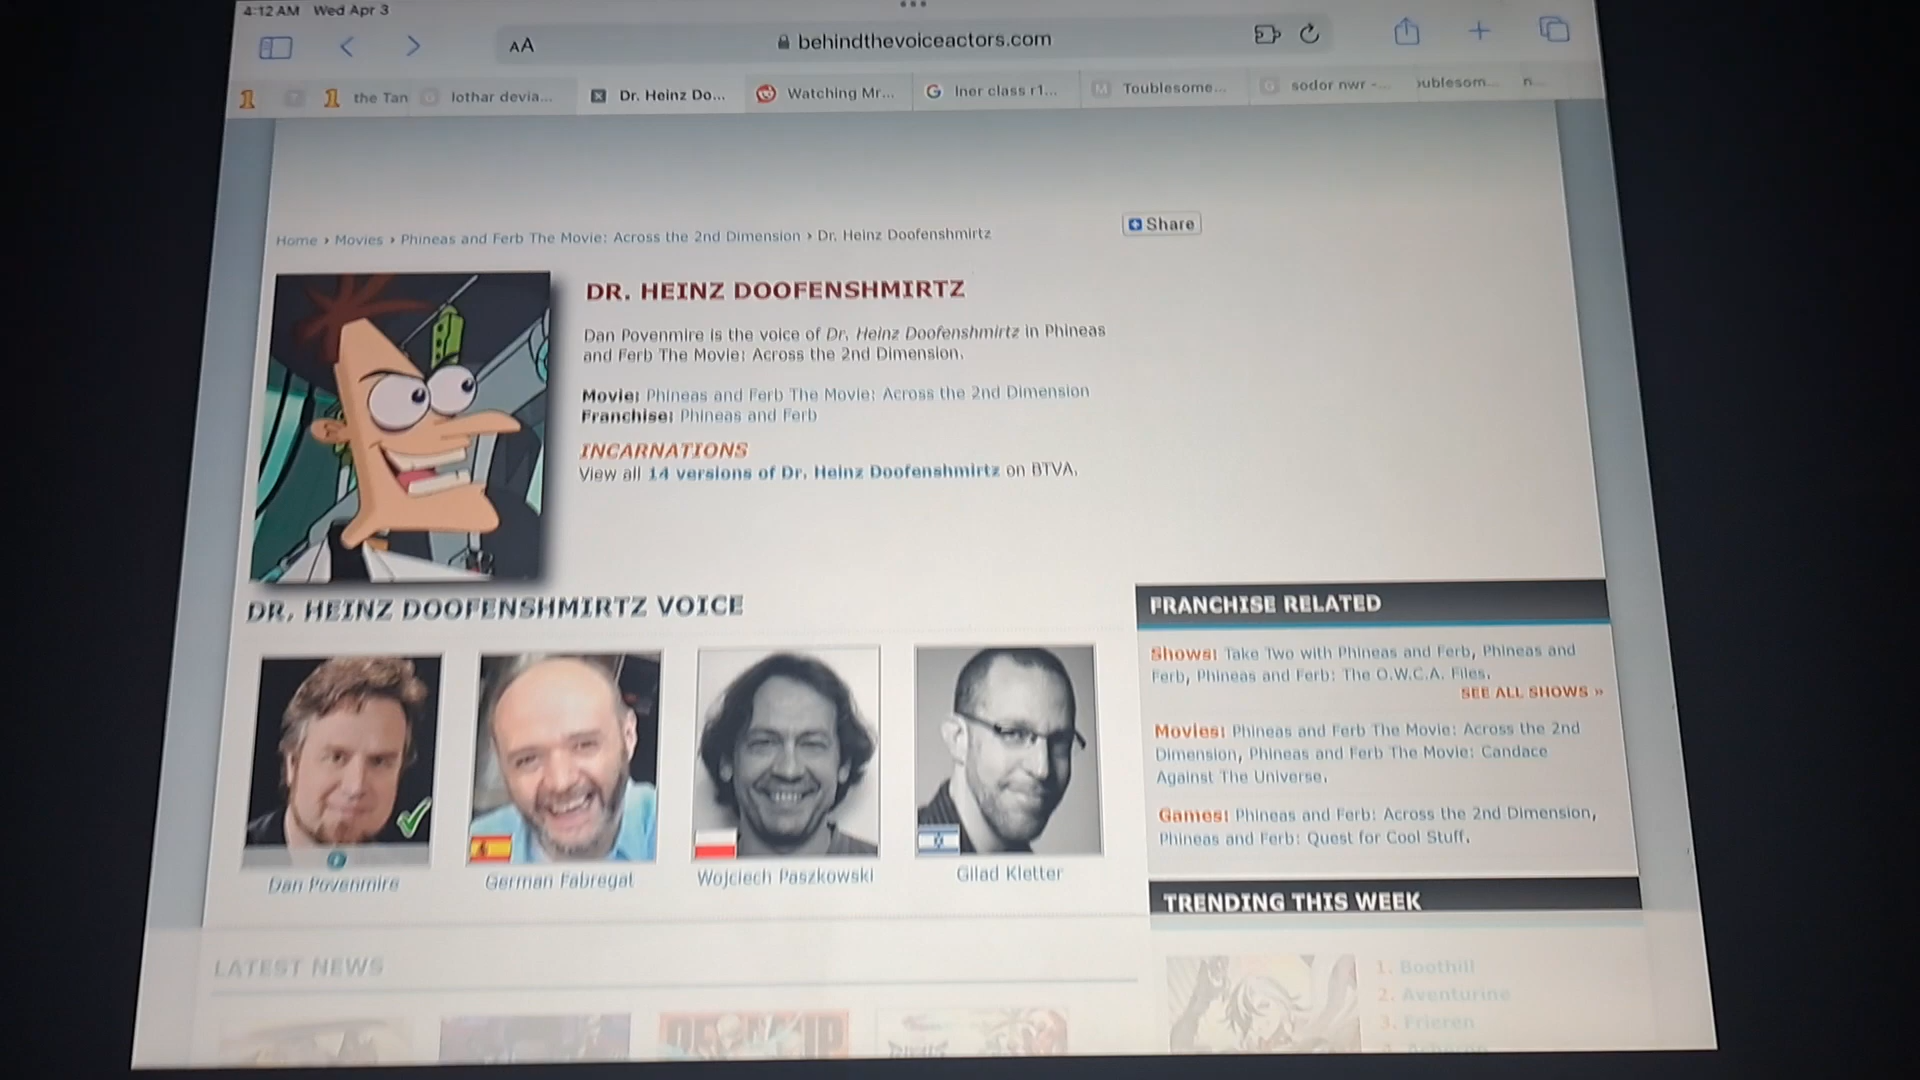 4:12 AM Wed Apr 3
AA
behindthevoiceactors.com
the Tan
lothar devia...
Dr. Heinz Do...
Watching Mr...
Iner class r1...
Toublesome...
sodor nwr -...
oublesom...
n...
Home › Movies › Phineas and Ferb The Movie: Across the 2nd Dimension › Dr. Heinz Doofenshmirtz
Share
DR. HEINZ DOOFENSHMIRTZ
Dan Povenmire is the voice of Dr. Heinz Doofenshmirtz in Phineas
and Ferb The Movie: Across the 2nd Dimension.
Movie: Phineas and Ferb The Movie: Across the 2nd Dimension
Franchise: Phineas and Ferb
INCARNATIONS
View all 14 versions of Dr. Heinz Doofenshmirtz on BTVA.
DR. HEINZ DOOFENSHMIRTZ VOICE
Dan Povenmire
German Fabregat
Wojciech Paszkowski
Gilad Kletter
FRANCHISE RELATED
Shows: Take Two with Phineas and Ferb, Phineas and
Ferb, Phineas and Ferb: The O.W.C.A. Files.
SEE ALL SHOWS »
Movies: Phineas and Ferb The Movie: Across the 2nd
Dimension, Phineas and Ferb The Movie: Candace
Against The Universe.
Games: Phineas and Ferb: Across the 2nd Dimension,
Phineas and Ferb: Quest for Cool Stuff.
TRENDING THIS WEEK
1. Boothill
2. Aventurine
3. Frieren
LATEST NEWS